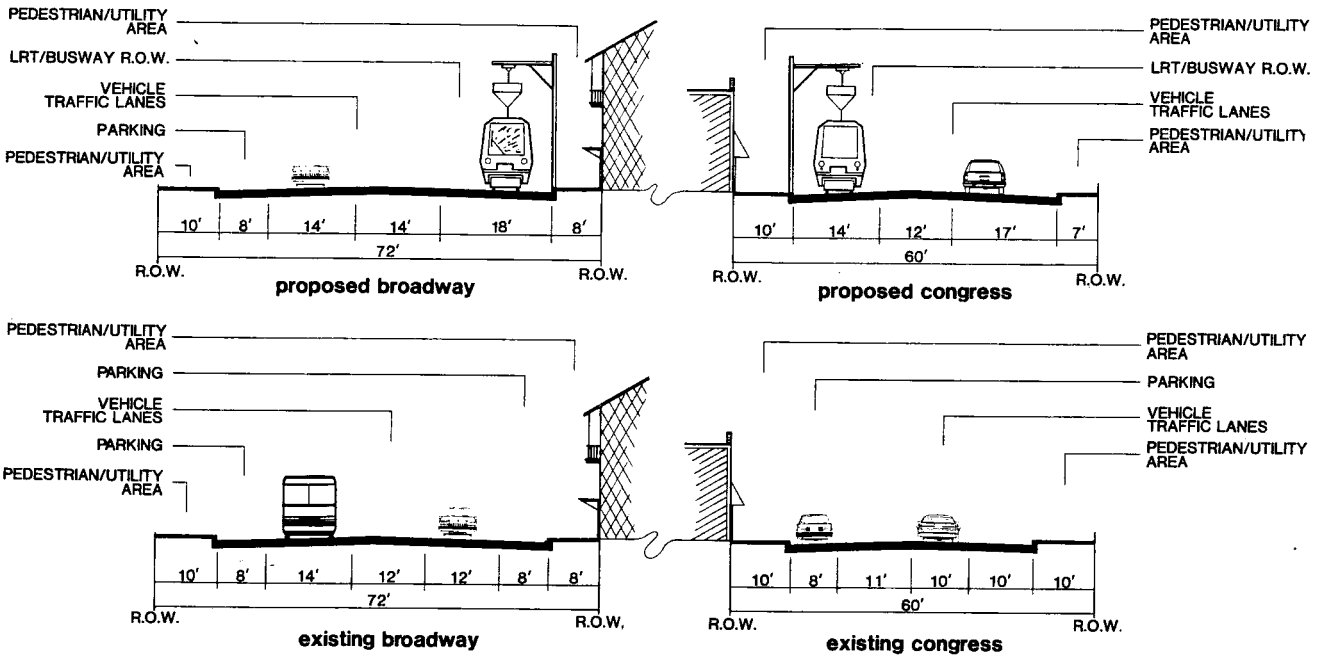 PEDESTRIAN/UTILITY
AREA
LRT/BUSWAY R.O.W.
VEHICLE
TRAFFIC LANES
PARKING
PEDESTRIAN/UTILITY
AREA
10' 8' 14' 14' 18' 8'
72'
R.O.W. R.O.W.
proposed broadway
PEDESTRIAN/UTILITY
AREA
LRT/BUSWAY R.O.W.
VEHICLE
TRAFFIC LANES
PEDESTRIAN/UTILITY
AREA
10' 14' 12' 17' 7'
60'
R.O.W. R.O.W.
proposed congress
PEDESTRIAN/UTILITY
AREA
PARKING
VEHICLE
TRAFFIC LANES
PARKING
PEDESTRIAN/UTILITY
AREA
10' 8' 14' 12' 12' 8' 8'
72'
R.O.W. R.O.W.
existing broadway
PEDESTRIAN/UTILITY
AREA
PARKING
VEHICLE
TRAFFIC LANES
PEDESTRIAN/UTILITY
AREA
10' 8' 11' 10' 10' 10'
60'
R.O.W. R.O.W.
existing congress